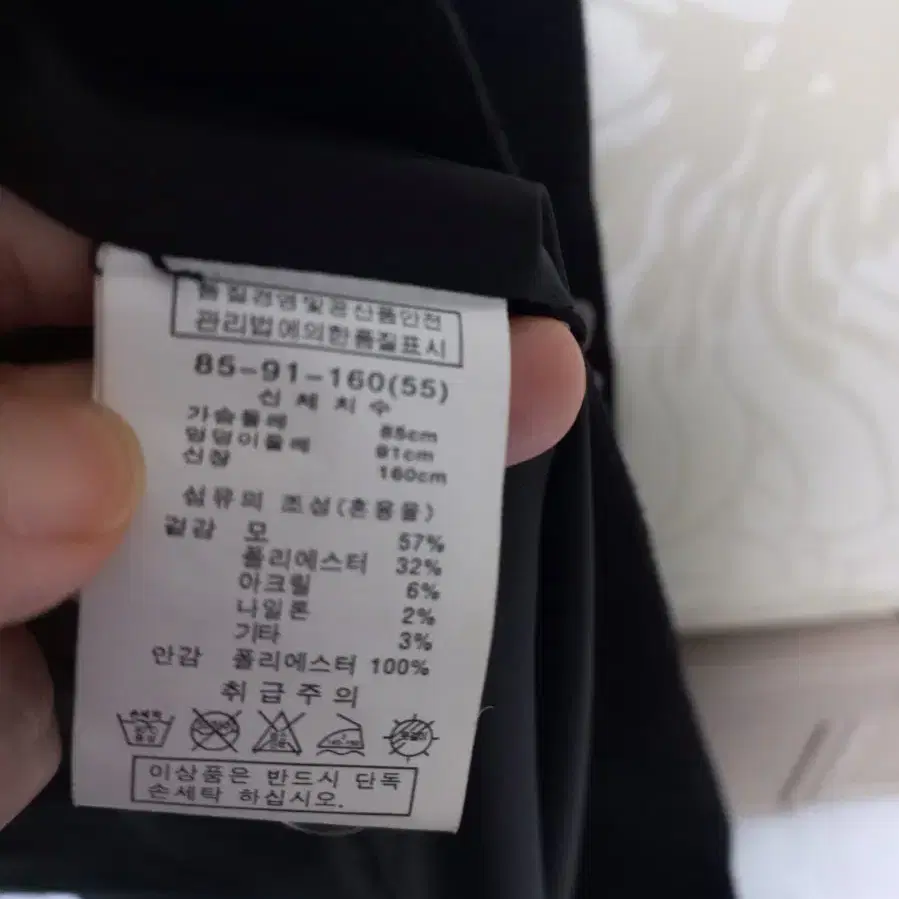 품질경영및공산품안전
관리법에의한품질표시
85-91-160(55)
신체치수
가슴둘레 85cm
엉덩이둘레 91cm
신장 160cm
섬유의 조성(혼용율)
겉감 모 57%
폴리에스터 32%
아크릴 6%
나일론 2%
기타 3%
안감 폴리에스터 100%
취급주의
이상품은 반드시 단독
손세탁 하십시오.